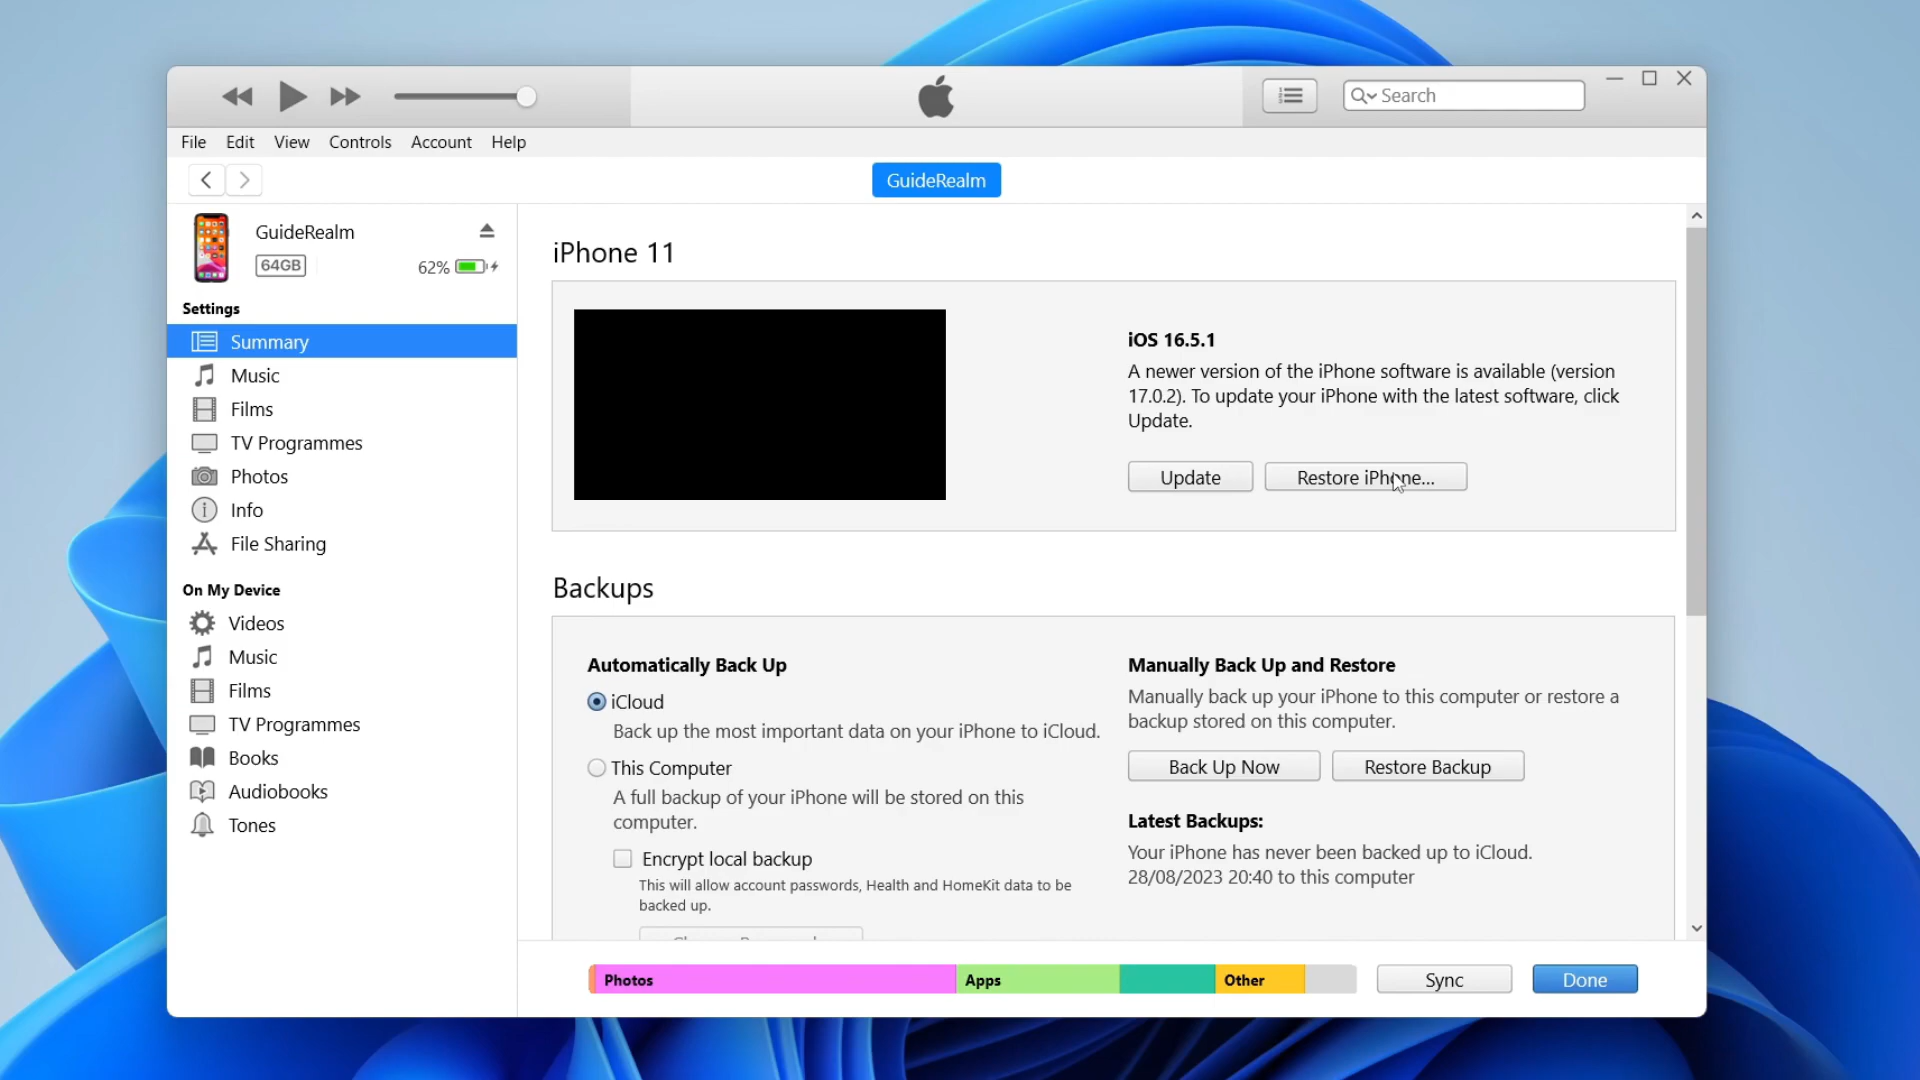 Search
File Edit View Controls Account Help
GuideRealm
GuideRealm
64GB
62%
Settings
Summary
Music
Films
TV Programmes
Photos
Info
File Sharing
On My Device
Videos
Music
Films
TV Programmes
Books
Audiobooks
Tones
iPhone 11
iOS 16.5.1
A newer version of the iPhone software is available (version
17.0.2). To update your iPhone with the latest software, click
Update.
Update
Restore iPhone...
Backups
Automatically Back Up
iCloud
Back up the most important data on your iPhone to iCloud.
This Computer
A full backup of your iPhone will be stored on this
computer.
Encrypt local backup
This will allow account passwords, Health and HomeKit data to be
backed up.
Manually Back Up and Restore
Manually back up your iPhone to this computer or restore a
backup stored on this computer.
Back Up Now
Restore Backup
Latest Backups:
Your iPhone has never been backed up to iCloud.
28/08/2023 20:40 to this computer
Photos
Apps
Other
Sync
Done